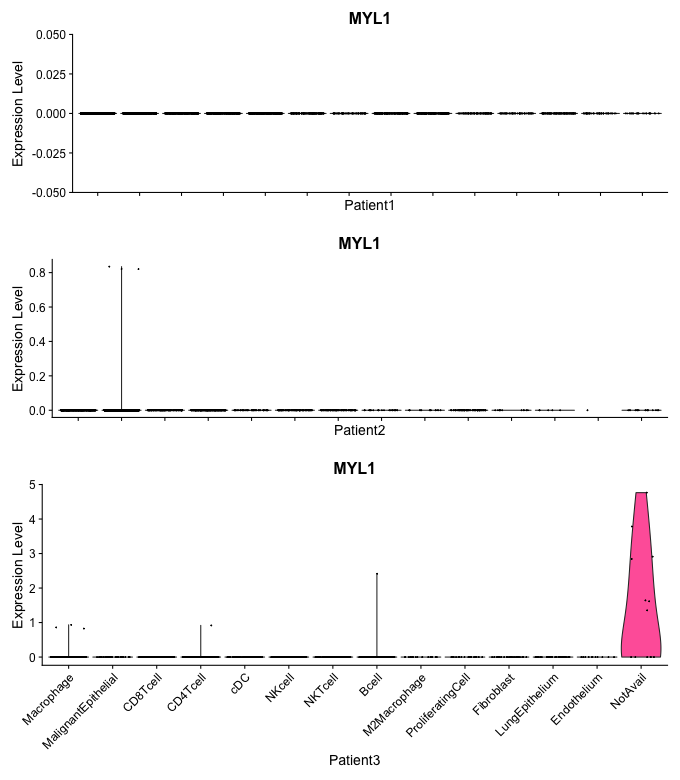 MYL1
Expression Level
0.050
0.025
0.000
-0.025
-0.050
Patient1
MYL1
Expression Level
0.8
0.6
0.4
0.2
0.0
Patient2
MYL1
Expression Level
5
4
3
2
1
0
Macrophage
MalignantEpithelial
CD8Tcell
CD4Tcell
cDC
NKcell
NKTcell
Bcell
M2Macrophage
ProliferatingCell
Fibroblast
LungEpithelium
Endothelium
NotAvail
Patient3